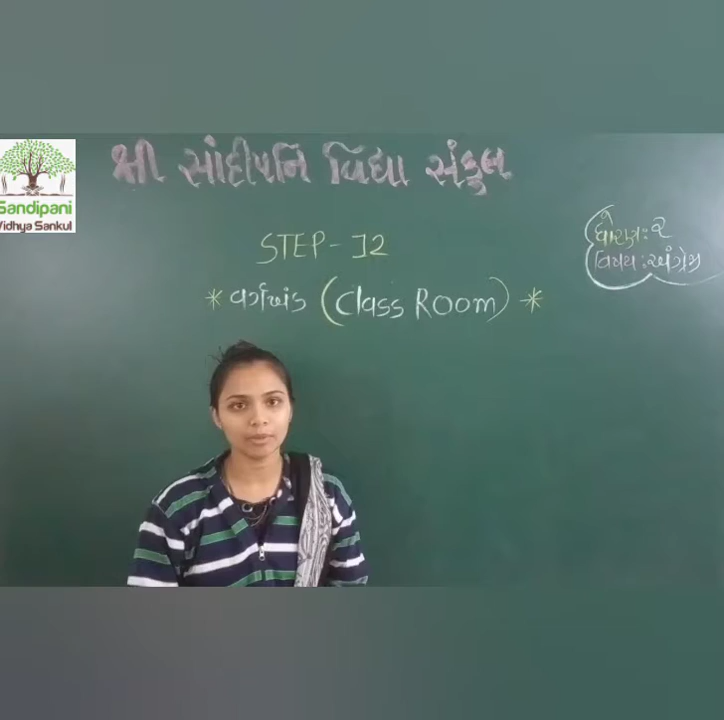 Sandipani
Vidhya Sankul
શ્રી સાંદીપનિ વિદ્યા સંકુલ
STEP-12
ધોરણ: ૨
વિષય: અંગ્રેજી
* વર્ગખંડ (Class Room) *